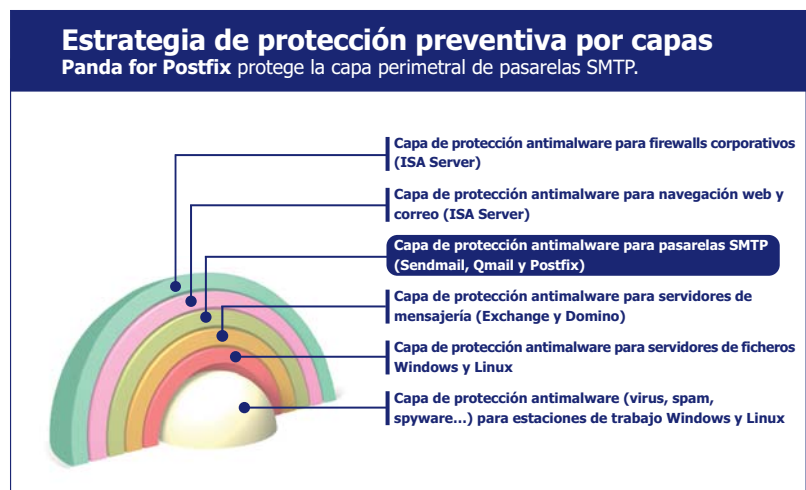 Estrategia de protección preventiva por capas
Panda for Postfix protege la capa perimetral de pasarelas SMTP.
Capa de protección antimalware para firewalls corporativos
(ISA Server)
Capa de protección antimalware para navegación web y
correo (ISA Server)
Capa de protección antimalware para pasarelas SMTP
(Sendmail, Qmail y Postfix)
Capa de protección antimalware para servidores de
mensajería (Exchange y Domino)
Capa de protección antimalware para servidores de ficheros
Windows y Linux
Capa de protección antimalware (virus, spam,
spyware...) para estaciones de trabajo Windows y Linux